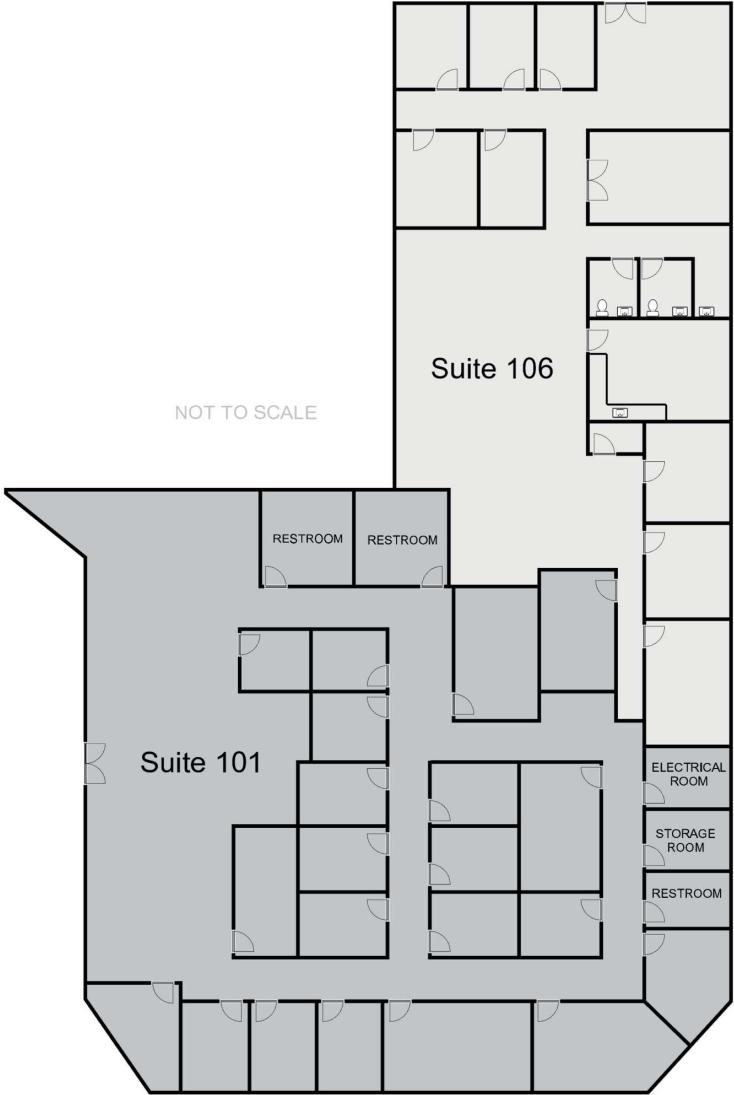 Suite 106
NOT TO SCALE
RESTROOM
RESTROOM
Suite 101
ELECTRICAL
ROOM
STORAGE
ROOM
RESTROOM